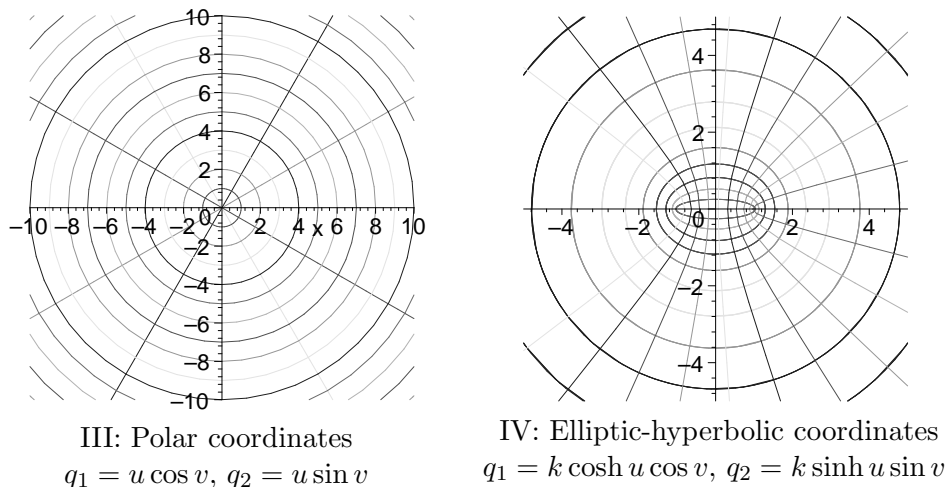 10
8
6
4
2
0
−10 −8 −6 −4 −2 2 4 x 6 8 10
−2
−4
−6
−8
−10
4
2
−4 −2 0 2 4
−2
−4
III: Polar coordinates
q1 = u cos v, q2 = u sin v
IV: Elliptic-hyperbolic coordinates
q1 = k cosh u cos v, q2 = k sinh u sin v